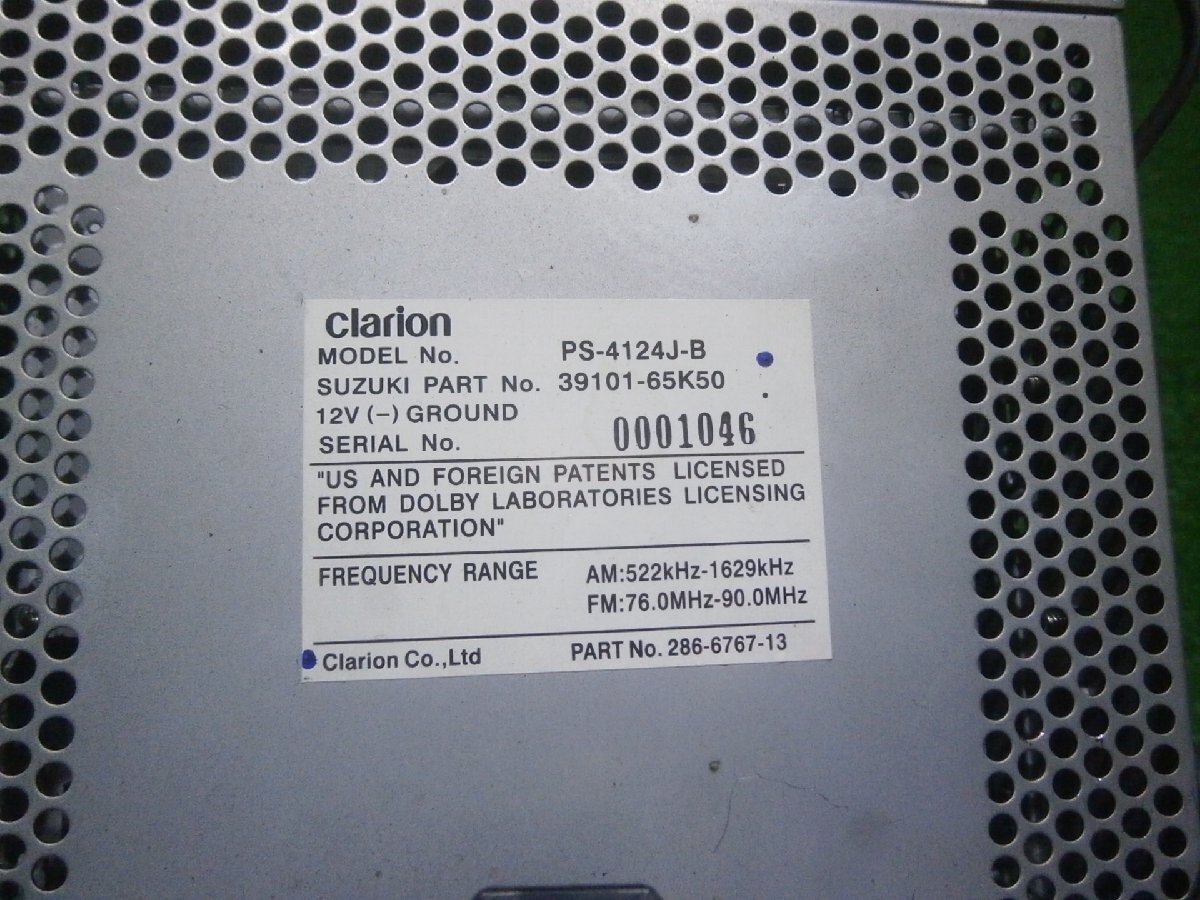 clarion
MODEL No. PS-4124J-B
SUZUKI PART No. 39101-65K50
12V (-) GROUND
SERIAL No. 0001046
"US AND FOREIGN PATENTS LICENSED
FROM DOLBY LABORATORIES LICENSING
CORPORATION"
FREQUENCY RANGE AM:522kHz-1629kHz
FM:76.0MHz-90.0MHz
Clarion Co.,Ltd PART No. 286-6767-13